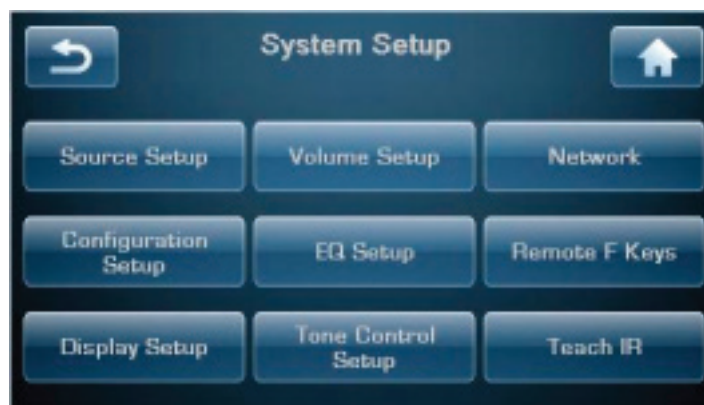 System Setup
Source Setup
Volume Setup
Network
Configuration
Setup
EQ Setup
Remote F Keys
Display Setup
Tone Control
Setup
Teach IR